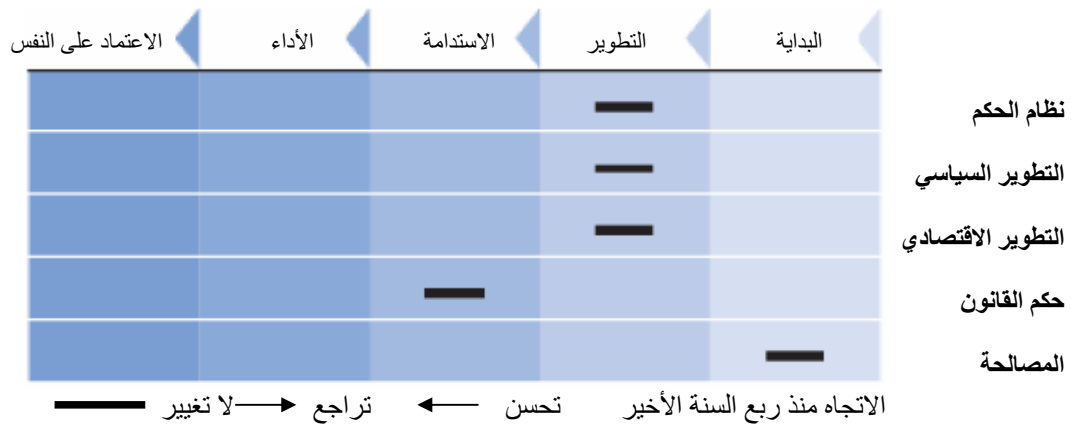 البداية التطوير الاستدامة الأداء الاعتماد على النفس
نظام الحكم
التطوير السياسي
التطوير الاقتصادي
حكم القانون
المصالحة
الاتجاه منذ ربع السنة الأخير تحسن تراجع لا تغيير